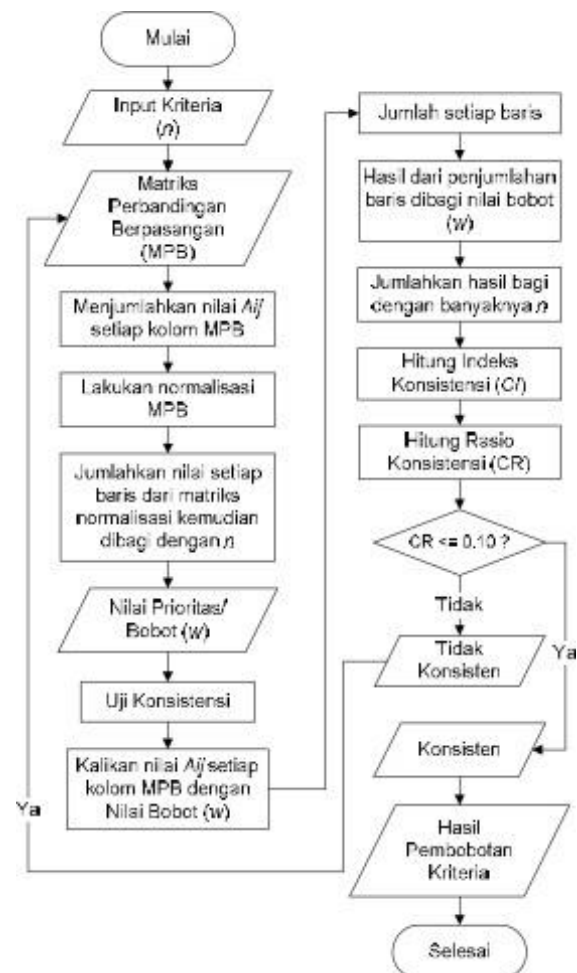 Mulai
Input Kriteria
(n)
Matriks
Perbandingan
Berpasangan
(MPB)
Menjumlahkan nilai Aij
setiap kolom MPB
Lakukan normalisasi
MPB
Jumlahkan nilai setiap
baris dari matriks
normalisasi kemudian
dibagi dengan n
Nilai Prioritas/
Bobot (w)
Uji Konsistensi
Kalikan nilai Aij setiap
kolom MPB dengan
Nilai Bobot (w)
Ya
Jumlah setiap baris
Hasil dari penjumlahan
baris dibagi nilai bobot
(w)
Jumlahkan hasil bagi
dengan banyaknya n
Hitung Indeks
Konsistensi (CI)
Hitung Rasio
Konsistensi (CR)
CR <= 0.10 ?
Tidak
Ya
Tidak
Konsisten
Konsisten
Hasil
Pembobotan
Kriteria
Selesai